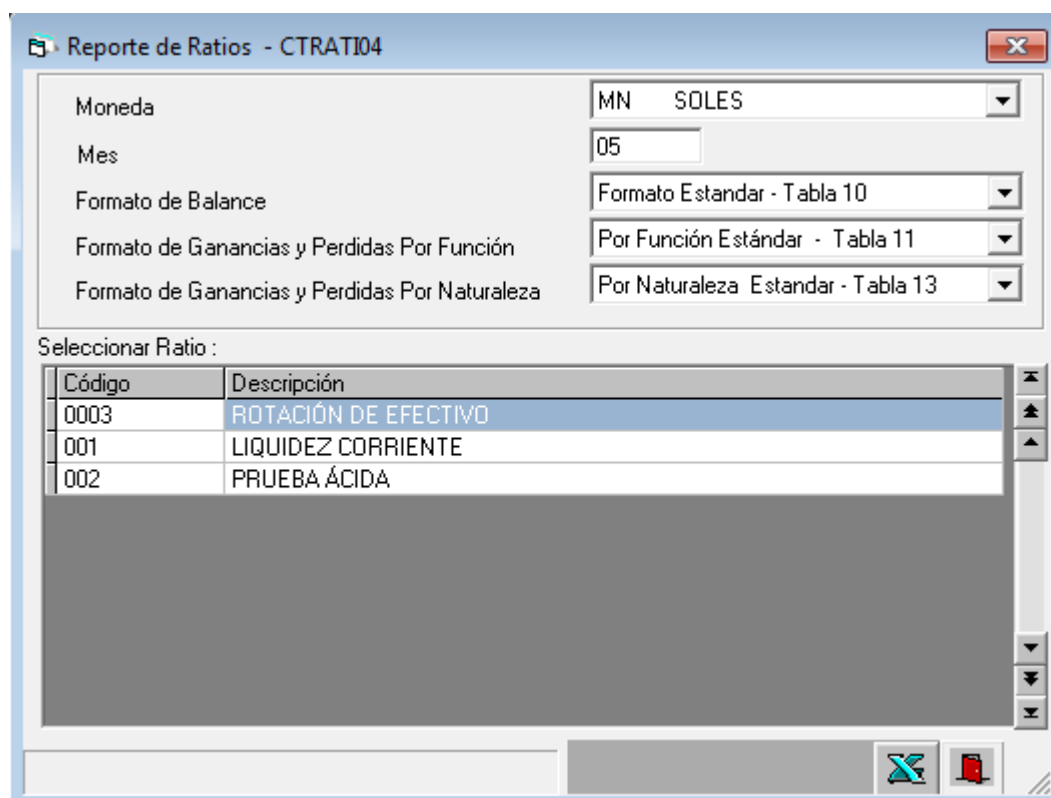 Reporte de Ratios - CTRATI04
Moneda MN SOLES
Mes 05
Formato de Balance Formato Estandar - Tabla 10
Formato de Ganancias y Perdidas Por Función Por Función Estándar - Tabla 11
Formato de Ganancias y Perdidas Por Naturaleza Por Naturaleza Estandar - Tabla 13
Seleccionar Ratio :
Código Descripción
0003 ROTACIÓN DE EFECTIVO
001 LIQUIDEZ CORRIENTE
002 PRUEBA ÁCIDA